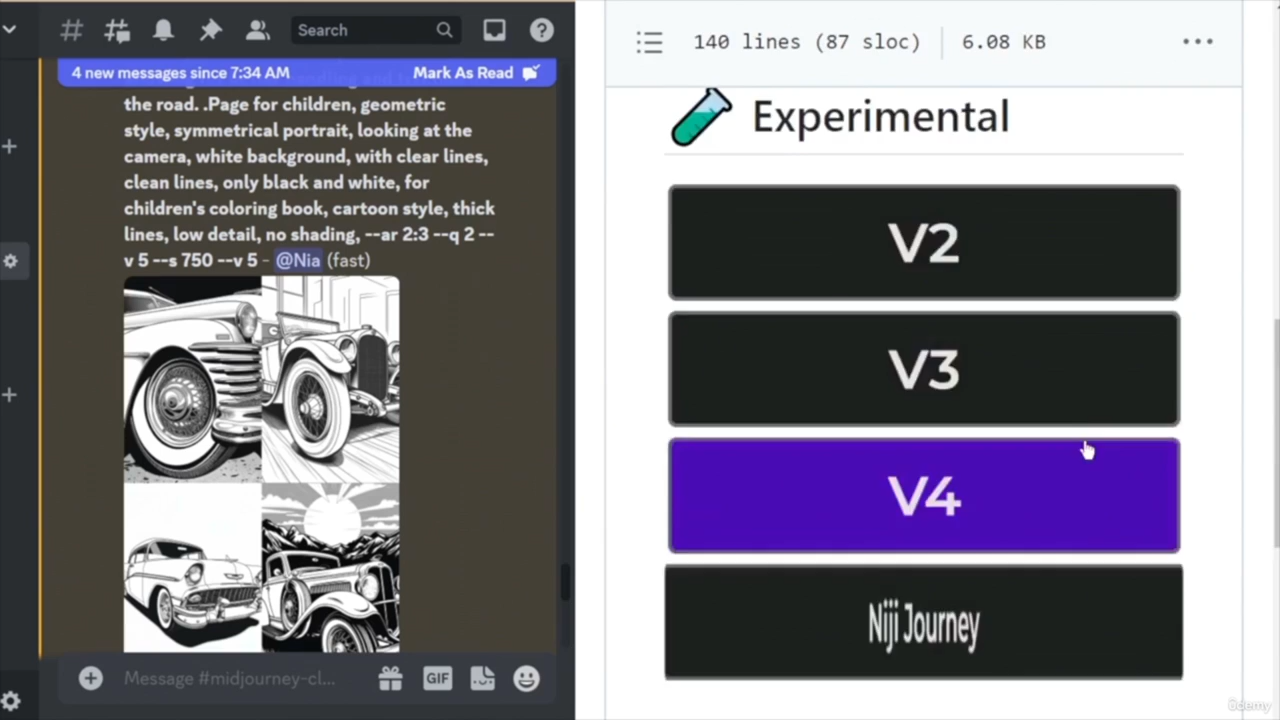 Search
4 new messages since 7:34 AM
Mark As Read
the road. .Page for children, geometric
style, symmetrical portrait, looking at the
camera, white background, with clear lines,
clean lines, only black and white, for
children's coloring book, cartoon style, thick
lines, low detail, no shading, --ar 2:3 --q 2 --
v 5 --s 750 --v 5 - @Nia (fast)
Message #midjourney-cl...
GIF
140 lines (87 sloc)
6.08 KB
Experimental
V2
V3
V4
Niji Journey
ûdemy